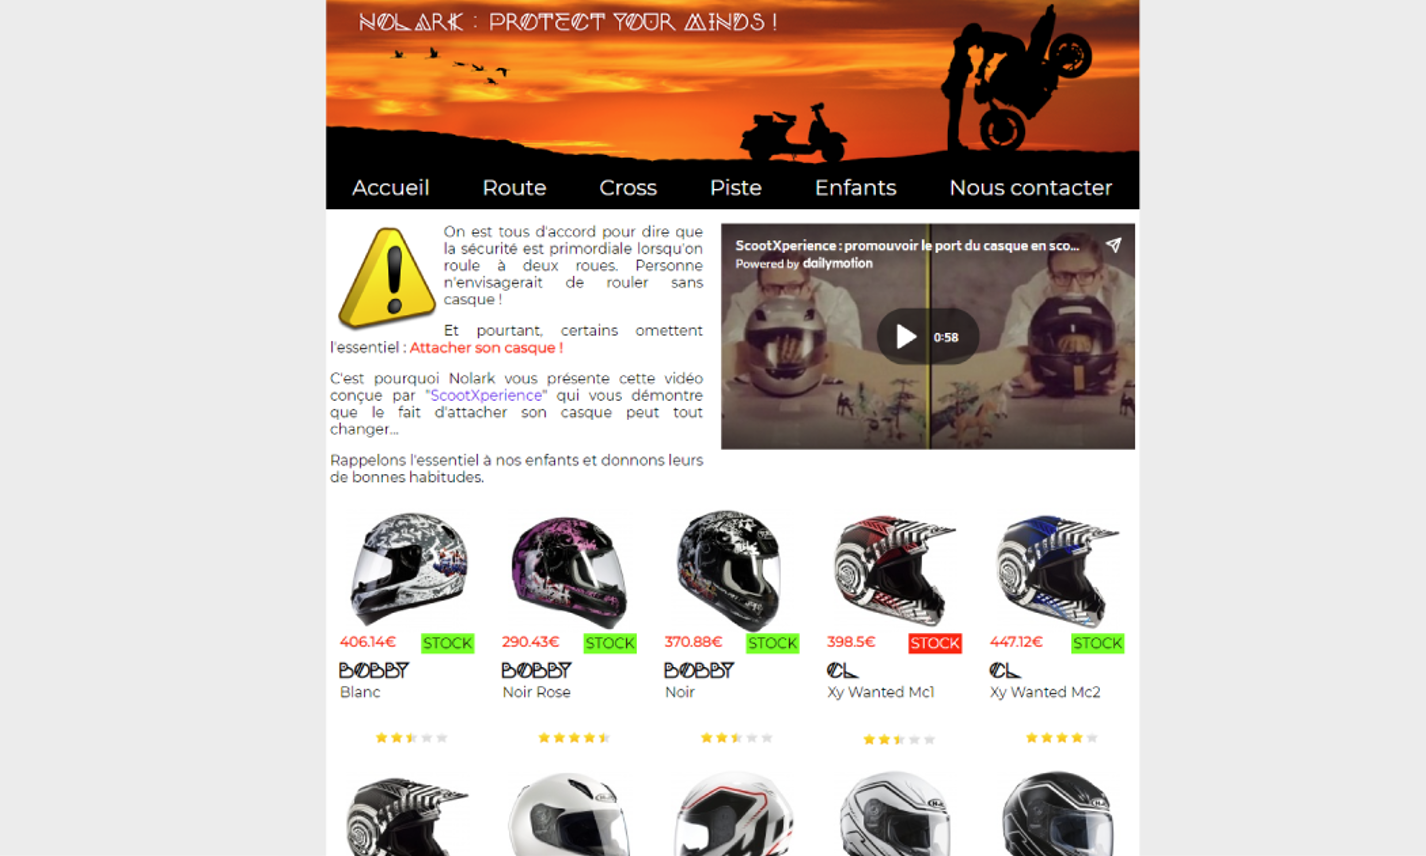 NOLARK : PROTECT YOUR MINDS !
Accueil Route Cross Piste Enfants Nous contacter
On est tous d'accord pour dire que
la sécurité est primordiale lorsqu'on
roule à deux roues. Personne
n'envisagerait de rouler sans
casque !
Et pourtant, certains omettent
l'essentiel : Attacher son casque !
C'est pourquoi Nolark vous présente cette vidéo
conçue par "ScootXperience" qui vous démontre
que le fait d'attacher son casque peut tout
changer...
Rappelons l'essentiel à nos enfants et donnons leurs
de bonnes habitudes.
ScootXperience : promouvoir le port du casque en sco...
Powered by dailymotion
0:58
406.14€ STOCK
BOBBY
Blanc
290.43€ STOCK
BOBBY
Noir Rose
370.88€ STOCK
BOBBY
Noir
398.5€ STOCK
CL
Xy Wanted Mc1
447.12€ STOCK
CL
Xy Wanted Mc2